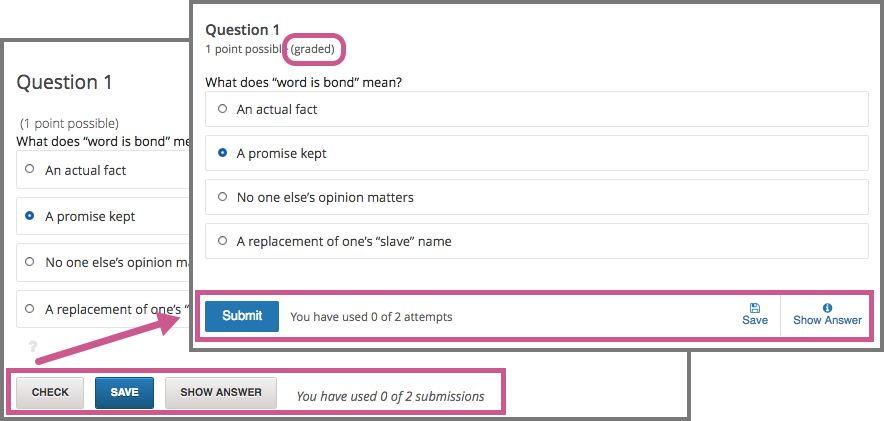 Question 1
1 point possible (graded)
What does “word is bond” mean?
An actual fact
A promise kept
No one else’s opinion matters
A replacement of one’s “slave” name
Submit
You have used 0 of 2 attempts
Save
Show Answer
Question 1
(1 point possible)
What does “word is bond” me
An actual fact
A promise kept
No one else’s opinion m
A replacement of one’s “
?
CHECK
SAVE
SHOW ANSWER
You have used 0 of 2 submissions